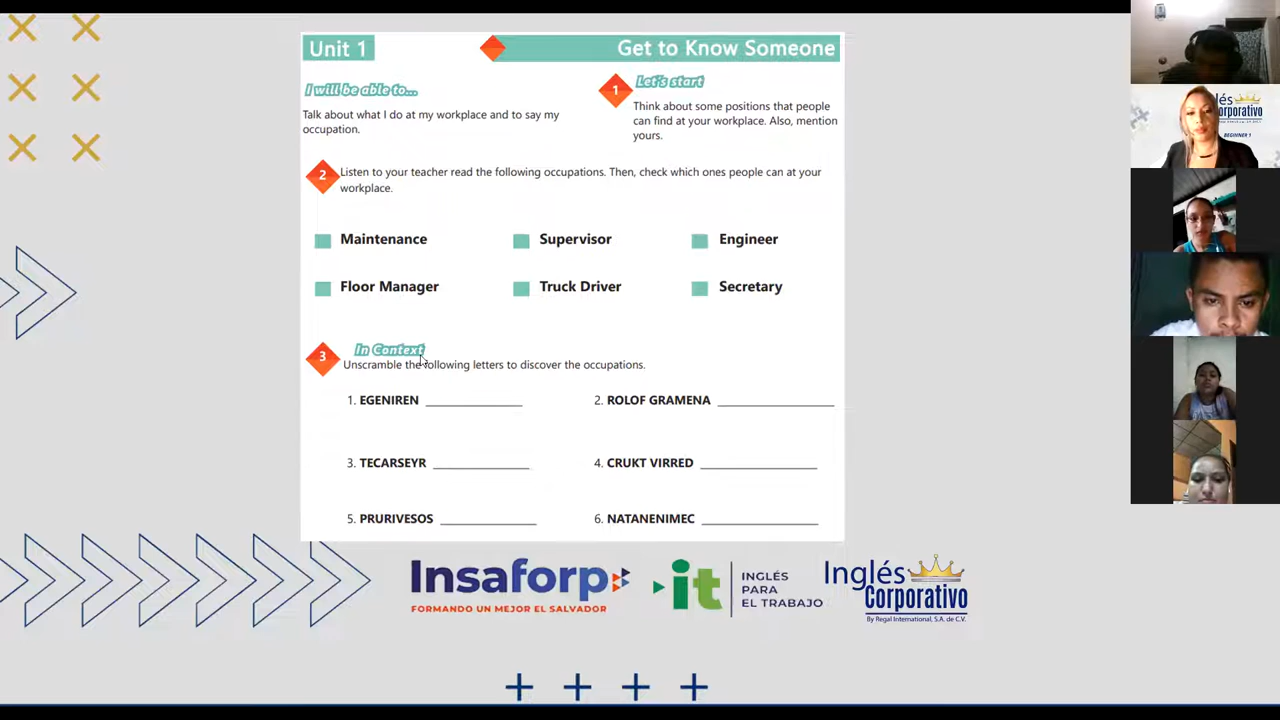 Unit 1
Get to Know Someone
I will be able to...
Talk about what I do at my workplace and to say my
occupation.
1
Let's start
Think about some positions that people
can find at your workplace. Also, mention
yours.
2
Listen to your teacher read the following occupations. Then, check which ones people can at your
workplace.
Maintenance
Supervisor
Engineer
Floor Manager
Truck Driver
Secretary
3
In Context
Unscramble the following letters to discover the occupations.
1. EGENIREN
2. ROLOF GRAMENA
3. TECARSEYR
4. CRUKT VIRRED
5. PRURIVESOS
6. NATANENIMEC
Insaforp
FORMANDO UN MEJOR EL SALVADOR
it
INGLÉS
PARA
EL TRABAJO
Inglés
Corporativo
By Regal International, S.A. de C.V.
lés
orporativo
BEGINNER 1